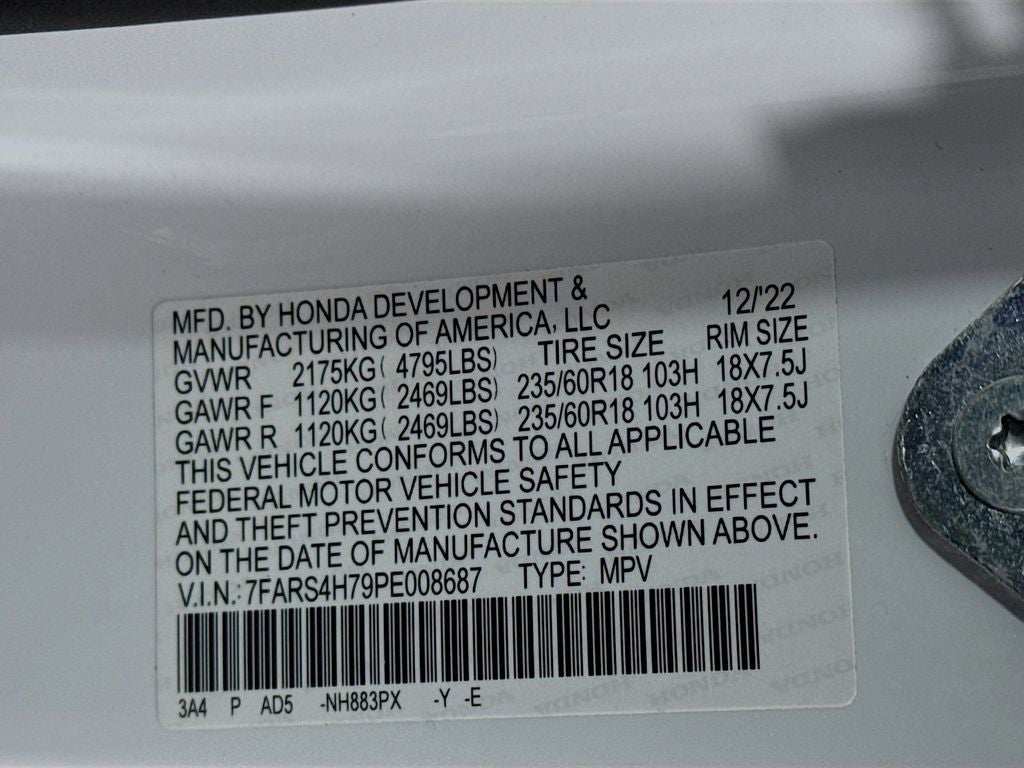 MFD. BY HONDA DEVELOPMENT &
MANUFACTURING OF AMERICA, LLC 12/'22
GVWR 2175KG( 4795LBS) TIRE SIZE RIM SIZE
GAWR F 1120KG( 2469LBS) 235/60R18 103H 18X7.5J
GAWR R 1120KG( 2469LBS) 235/60R18 103H 18X7.5J
THIS VEHICLE CONFORMS TO ALL APPLICABLE
FEDERAL MOTOR VEHICLE SAFETY
AND THEFT PREVENTION STANDARDS IN EFFECT
ON THE DATE OF MANUFACTURE SHOWN ABOVE.
V.I.N.: 7FARS4H79PE008687 TYPE: MPV
3A4 P AD5 -NH883PX -Y -E